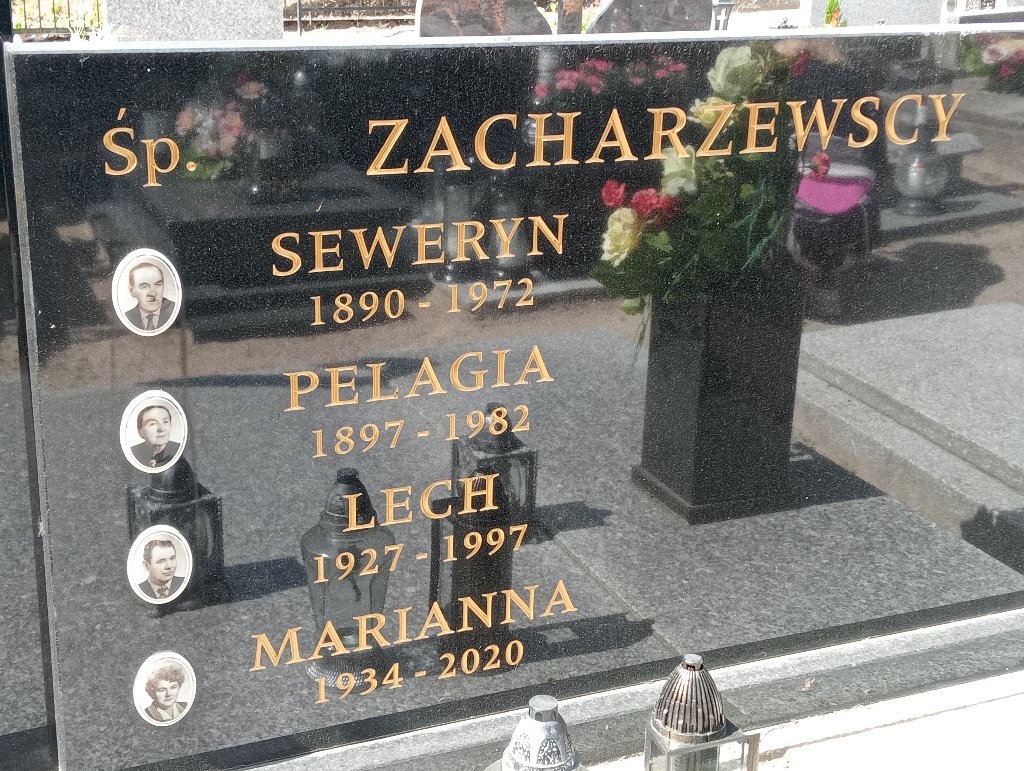 Śp. ZACHARZEWSCY
SEWERYN
1890 - 1972
PELAGIA
1897 - 1982
LECH
1927 - 1997
MARIANNA
1934 - 2020